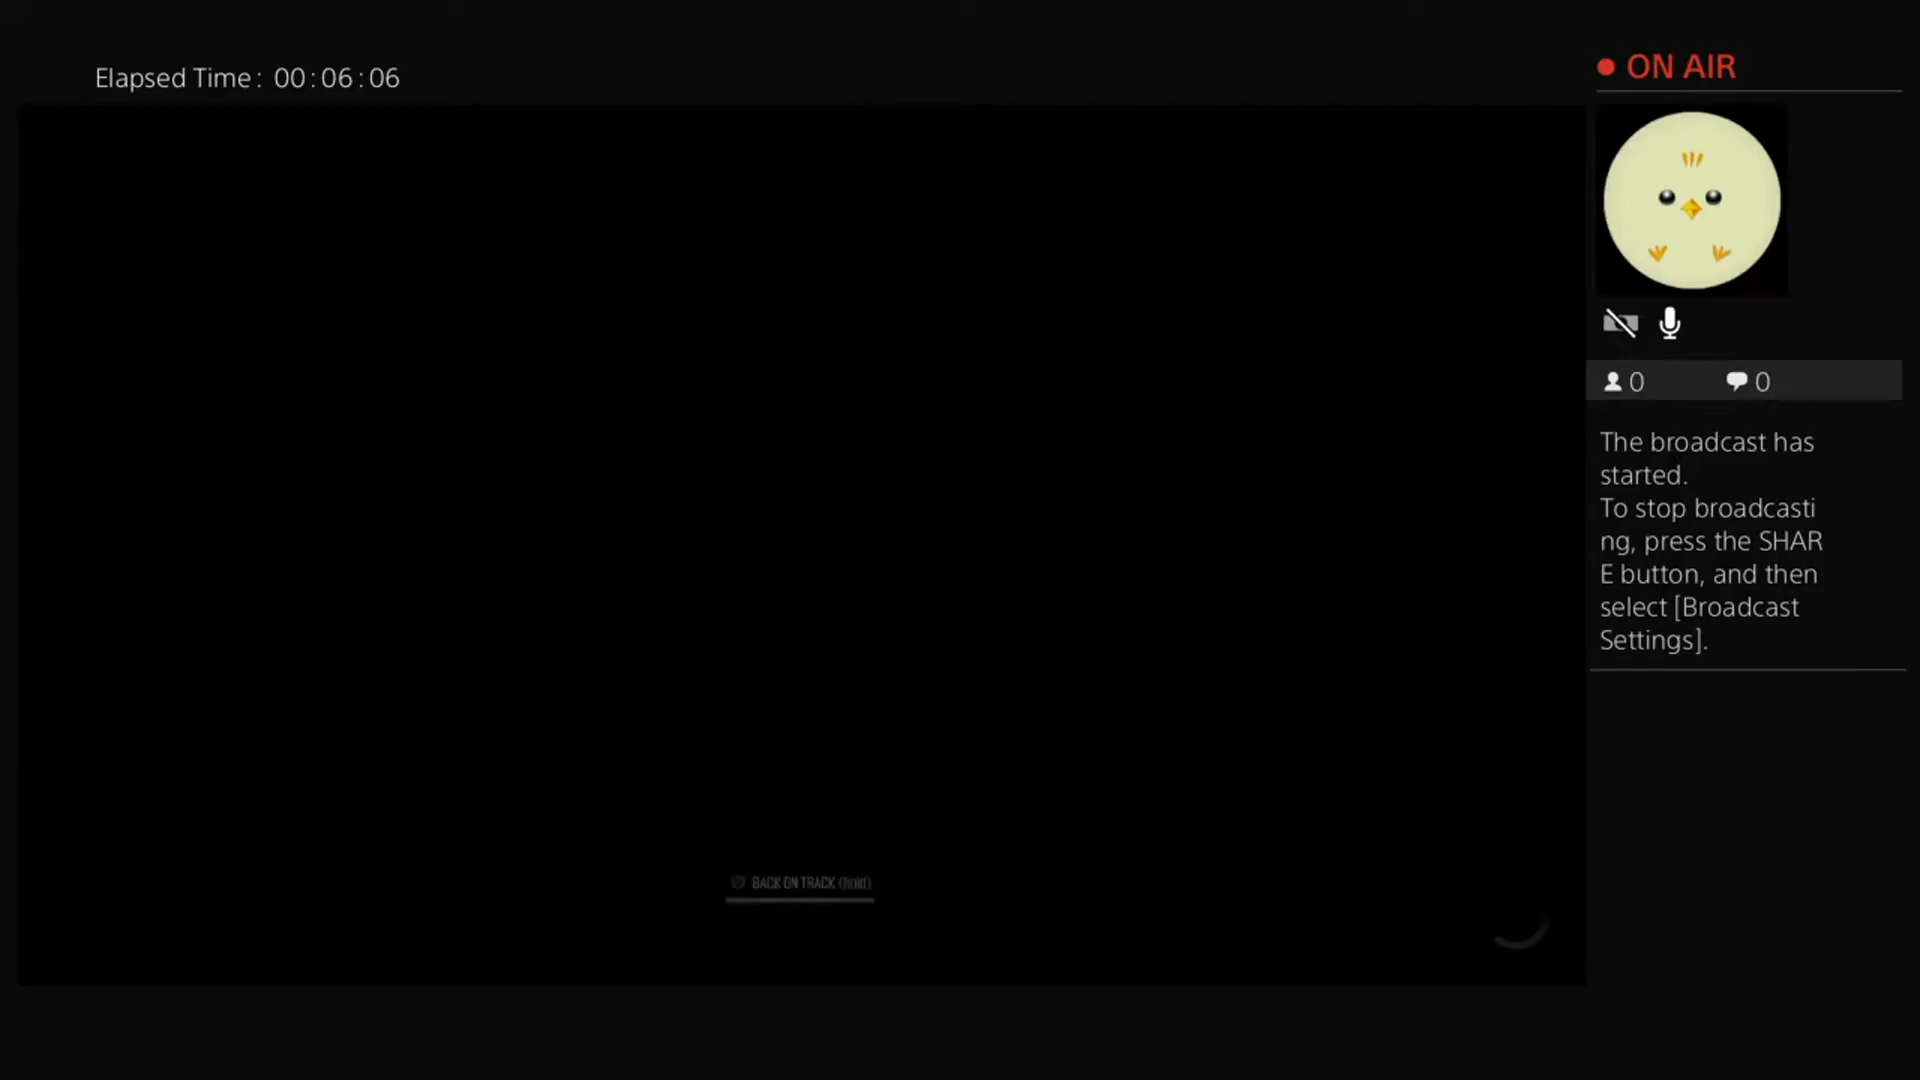 Elapsed Time: 00:06:06
ON AIR
0 0
The broadcast has
started.
To stop broadcasti
ng, press the SHAR
E button, and then
select [Broadcast
Settings].
BACK ON TRACK (hold)